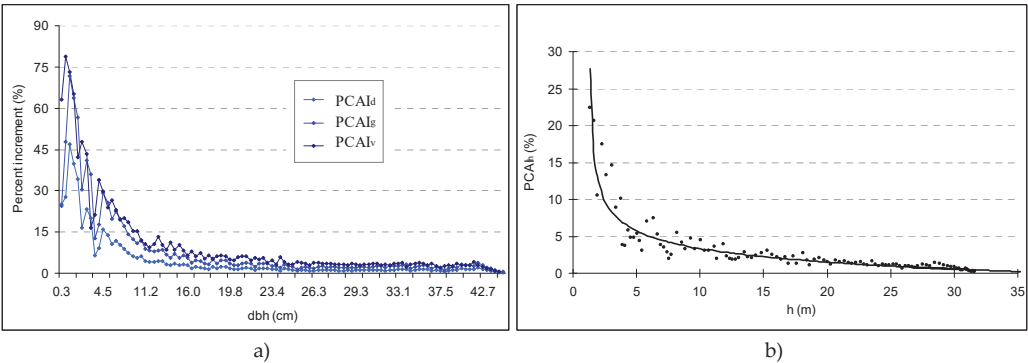 90
75
60
45
30
15
0
Percent increment (%)
PCAId
PCAIg
PCAIv
0.3 4.5 11.2 16.0 19.8 23.4 26.3 29.3 33.1 37.5 42.7
dbh (cm)
a)
30
25
20
15
10
5
0
PCAIh (%)
0 5 10 15 20 25 30 35
h (m)
b)